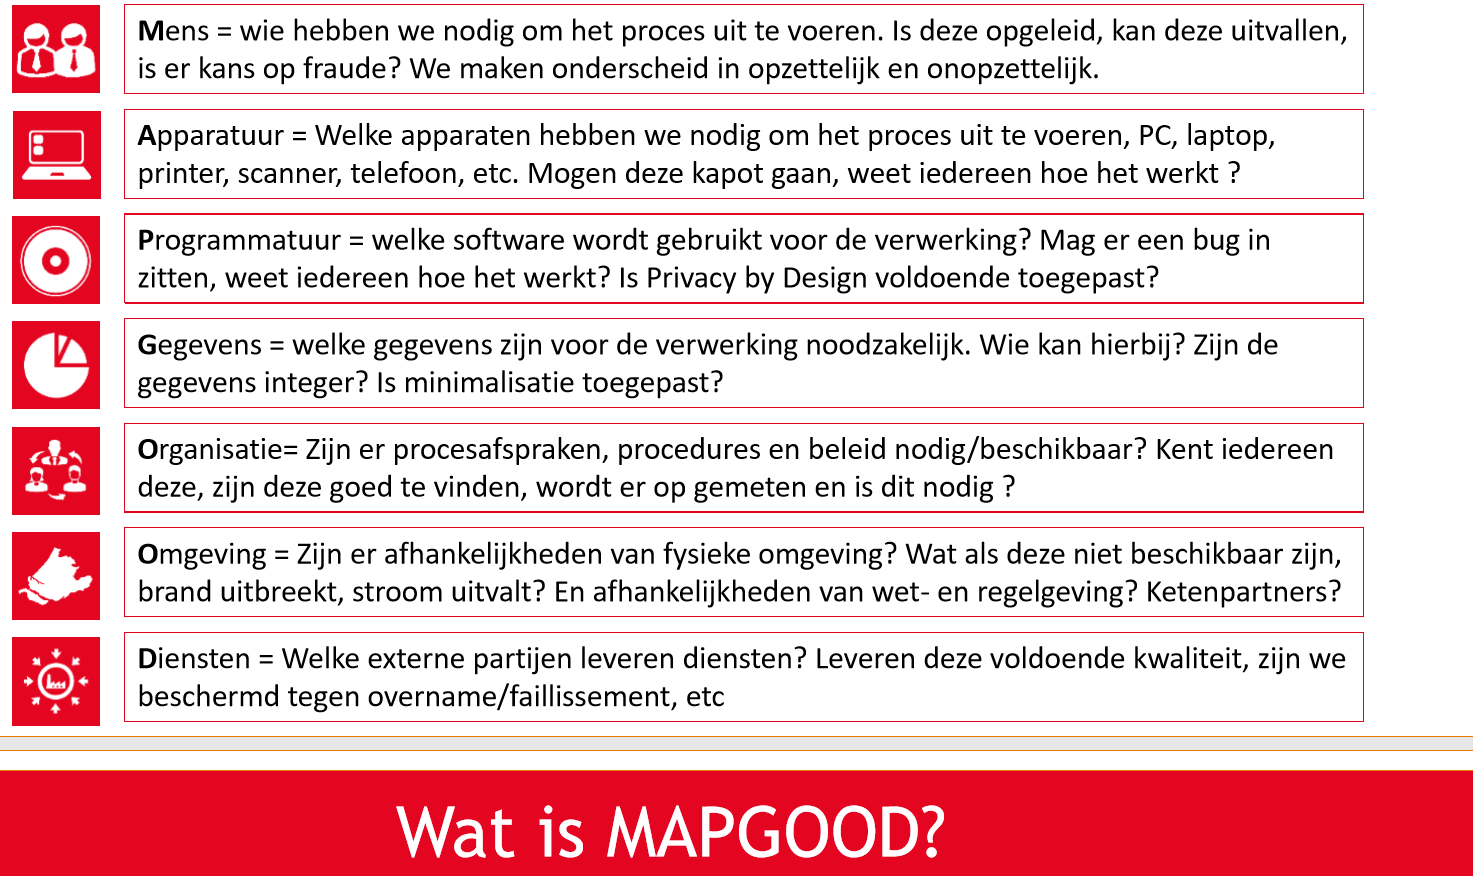 Mens = wie hebben we nodig om het proces uit te voeren. Is deze opgeleid, kan deze uitvallen,
is er kans op fraude? We maken onderscheid in opzettelijk en onopzettelijk.
Apparatuur = Welke apparaten hebben we nodig om het proces uit te voeren, PC, laptop,
printer, scanner, telefoon, etc. Mogen deze kapot gaan, weet iedereen hoe het werkt ?
Programmatuur = welke software wordt gebruikt voor de verwerking? Mag er een bug in
zitten, weet iedereen hoe het werkt? Is Privacy by Design voldoende toegepast?
Gegevens = welke gegevens zijn voor de verwerking noodzakelijk. Wie kan hierbij? Zijn de
gegevens integer? Is minimalisatie toegepast?
Organisatie= Zijn er procesafspraken, procedures en beleid nodig/beschikbaar? Kent iedereen
deze, zijn deze goed te vinden, wordt er op gemeten en is dit nodig ?
Omgeving = Zijn er afhankelijkheden van fysieke omgeving? Wat als deze niet beschikbaar zijn,
brand uitbreekt, stroom uitvalt? En afhankelijkheden van wet- en regelgeving? Ketenpartners?
Diensten = Welke externe partijen leveren diensten? Leveren deze voldoende kwaliteit, zijn we
beschermd tegen overname/faillissement, etc
Wat is MAPGOOD?